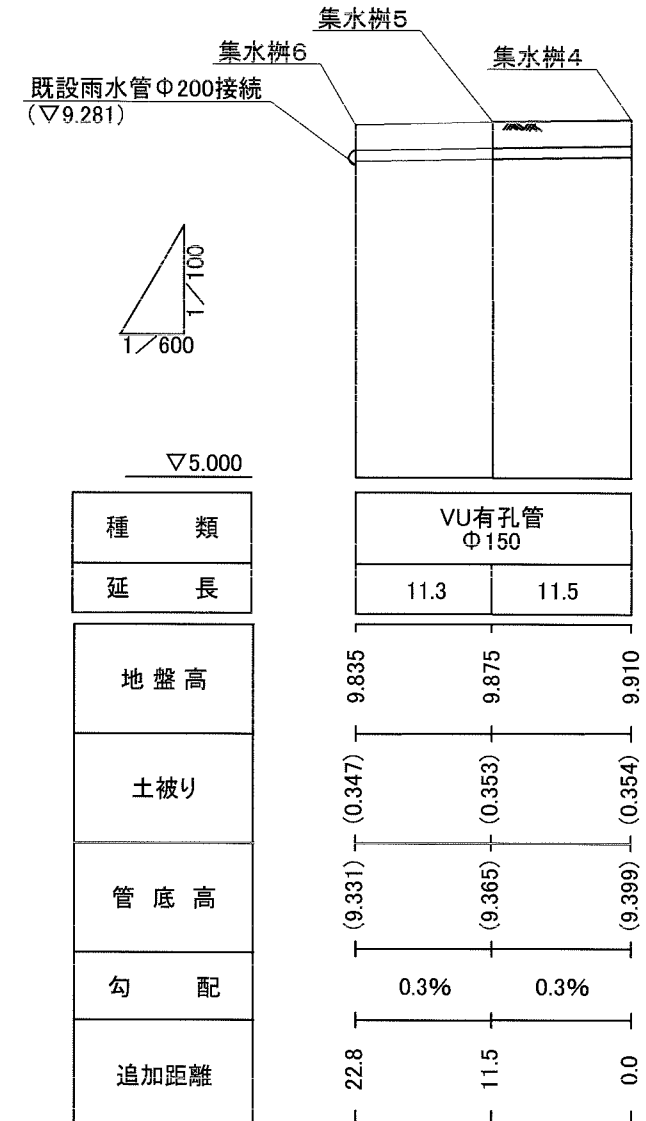 集水桝5
集水桝6
集水桝4
既設雨水管Φ200接続
(▽9.281)
1/100
1/600
▽5.000
種 類
VU有孔管
Φ150
延 長
11.3
11.5
地盤高
9.835
9.875
9.910
土被り
(0.347)
(0.353)
(0.354)
管底高
(9.331)
(9.365)
(9.399)
勾 配
0.3%
0.3%
追加距離
22.8
11.5
0.0